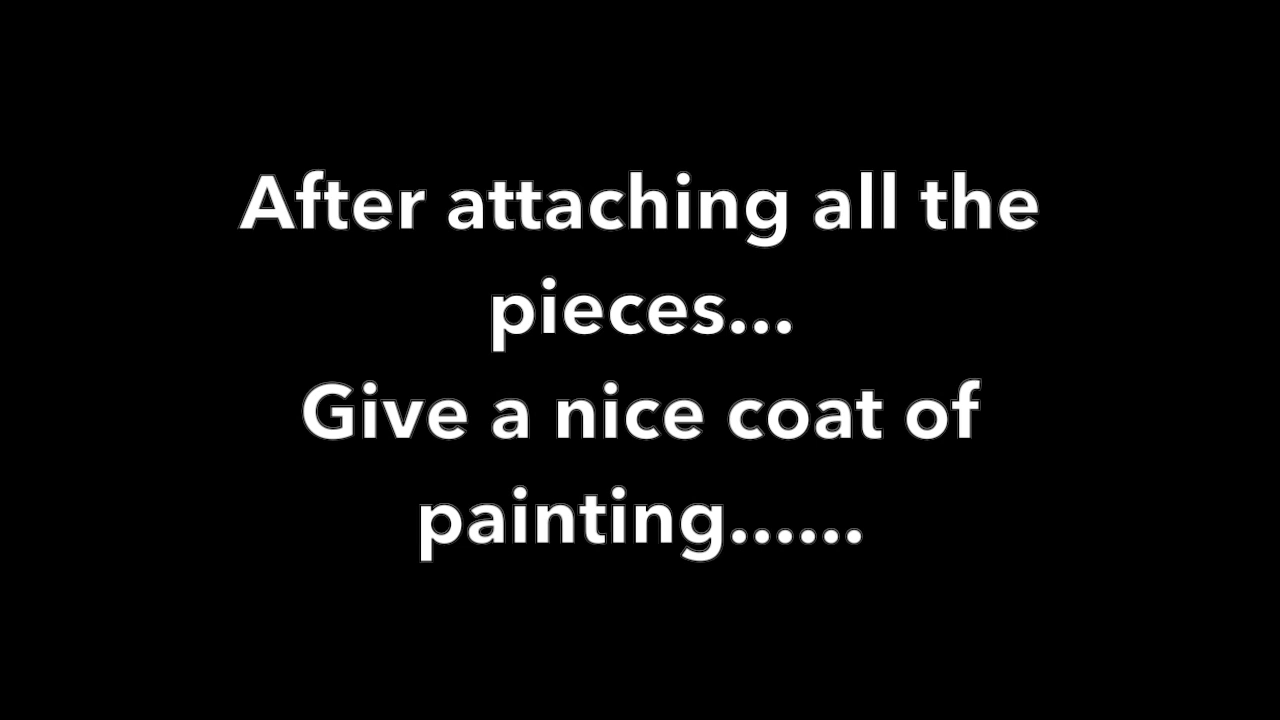 After attaching all the
pieces...
Give a nice coat of
painting......